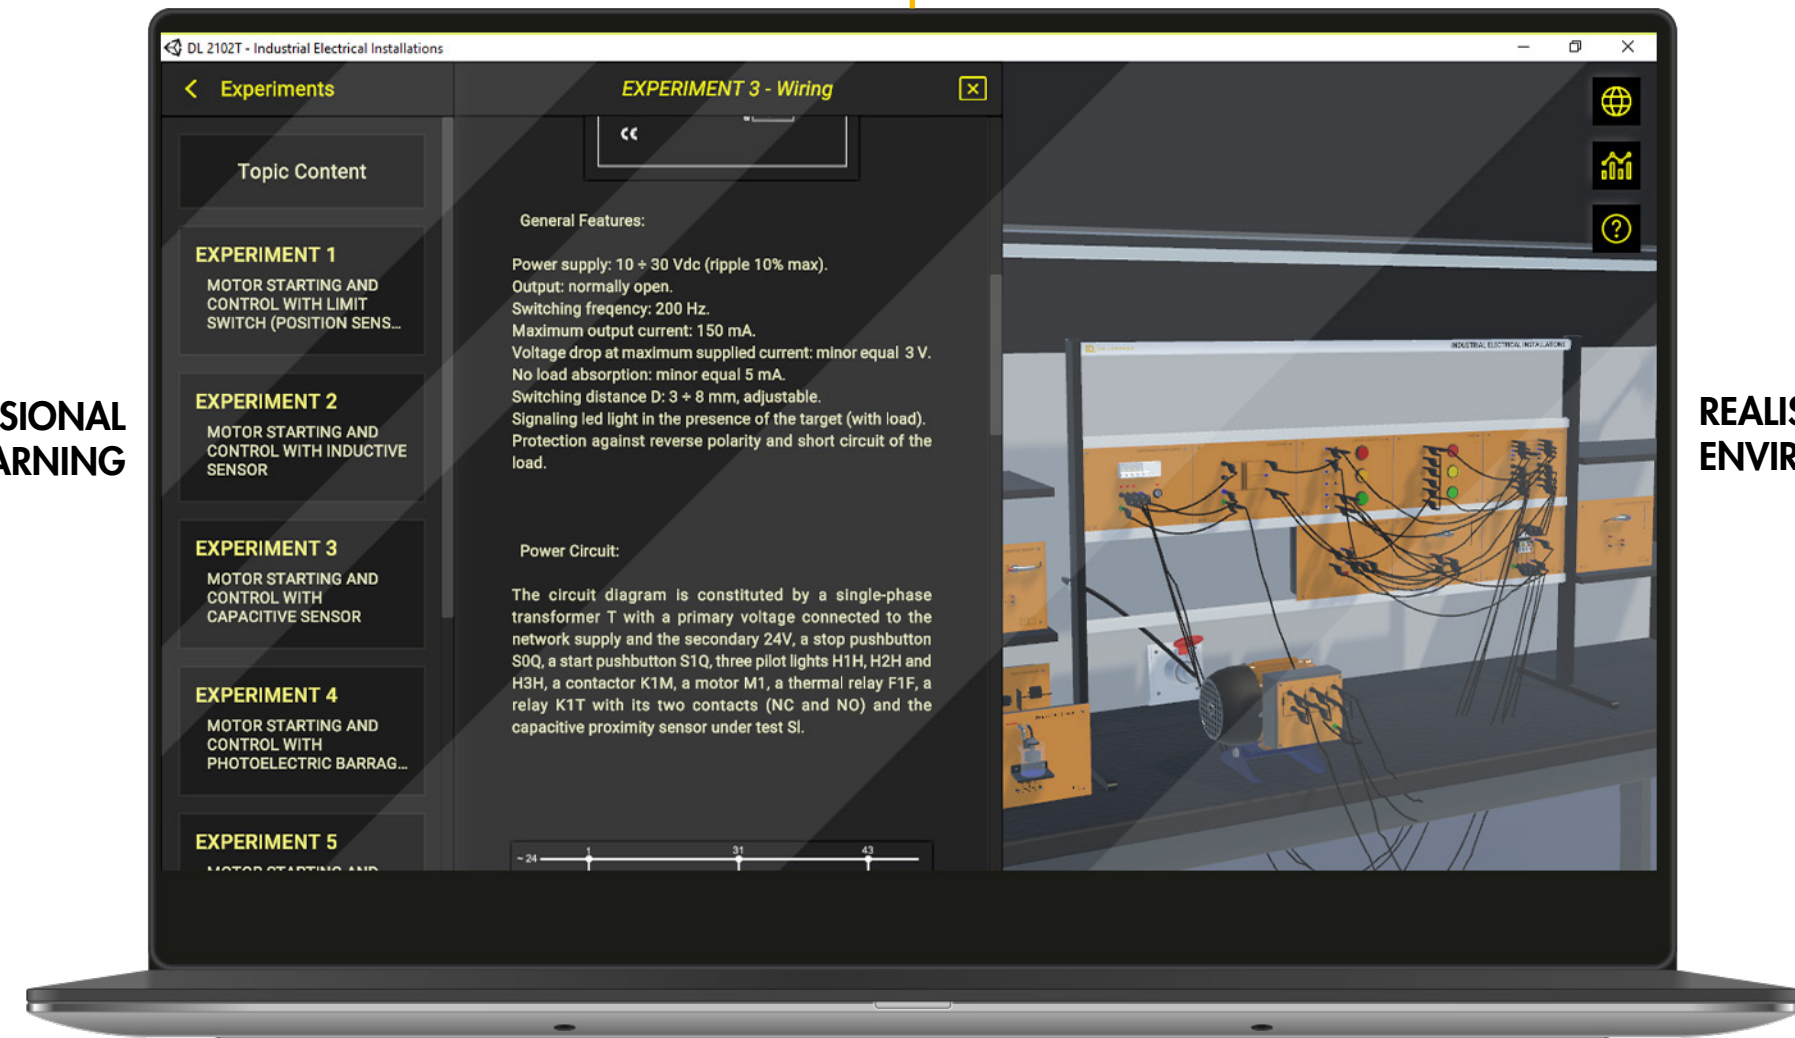 DL 2102T - Industrial Electrical Installations
Experiments
EXPERIMENT 3 - Wiring
Topic Content
EXPERIMENT 1
MOTOR STARTING AND
CONTROL WITH LIMIT
SWITCH (POSITION SENS...
EXPERIMENT 2
MOTOR STARTING AND
CONTROL WITH INDUCTIVE
SENSOR
EXPERIMENT 3
MOTOR STARTING AND
CONTROL WITH
CAPACITIVE SENSOR
EXPERIMENT 4
MOTOR STARTING AND
CONTROL WITH
PHOTOELECTRIC BARRAG...
EXPERIMENT 5
MOTOR STARTING AND
General Features:
Power supply: 10 ÷ 30 Vdc (ripple 10% max).
Output: normally open.
Switching freqency: 200 Hz.
Maximum output current: 150 mA.
Voltage drop at maximum supplied current: minor equal 3 V.
No load absorption: minor equal 5 mA.
Switching distance D: 3 ÷ 8 mm, adjustable.
Signaling led light in the presence of the target (with load).
Protection against reverse polarity and short circuit of the
load.
Power Circuit:
The circuit diagram is constituted by a single-phase
transformer T with a primary voltage connected to the
network supply and the secondary 24V, a stop pushbutton
S0Q, a start pushbutton S1Q, three pilot lights H1H, H2H and
H3H, a contactor K1M, a motor M1, a thermal relay F1F, a
relay K1T with its two contacts (NC and NO) and the
capacitive proximity sensor under test SI.
~ 24 1 31 43
INDUSTRIAL ELECTRICAL INSTALLATIONS
SIONAL
ARNING
REALIS
ENVIR